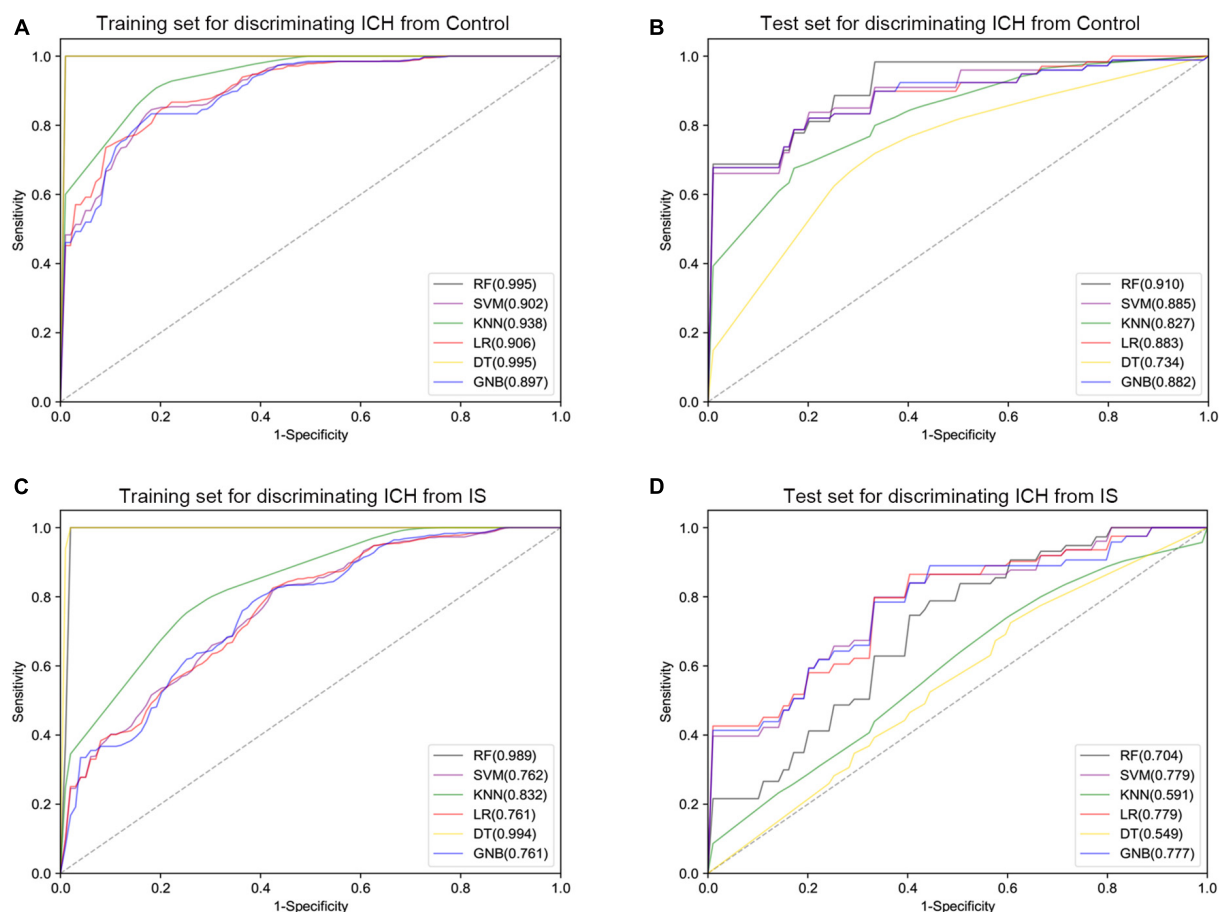 A
Training set for discriminating ICH from Control
Sensitivity
1.0
0.8
0.6
0.4
0.2
0.0
0.0 0.2 0.4 0.6 0.8 1.0
1-Specificity
RF(0.995)
SVM(0.902)
KNN(0.938)
LR(0.906)
DT(0.995)
GNB(0.897)
B
Test set for discriminating ICH from Control
Sensitivity
1.0
0.8
0.6
0.4
0.2
0.0
0.0 0.2 0.4 0.6 0.8 1.0
1-Specificity
RF(0.910)
SVM(0.885)
KNN(0.827)
LR(0.883)
DT(0.734)
GNB(0.882)
C
Training set for discriminating ICH from IS
Sensitivity
1.0
0.8
0.6
0.4
0.2
0.0
0.0 0.2 0.4 0.6 0.8 1.0
1-Specificity
RF(0.989)
SVM(0.762)
KNN(0.832)
LR(0.761)
DT(0.994)
GNB(0.761)
D
Test set for discriminating ICH from IS
Sensitivity
1.0
0.8
0.6
0.4
0.2
0.0
0.0 0.2 0.4 0.6 0.8 1.0
1-Specificity
RF(0.704)
SVM(0.779)
KNN(0.591)
LR(0.779)
DT(0.549)
GNB(0.777)